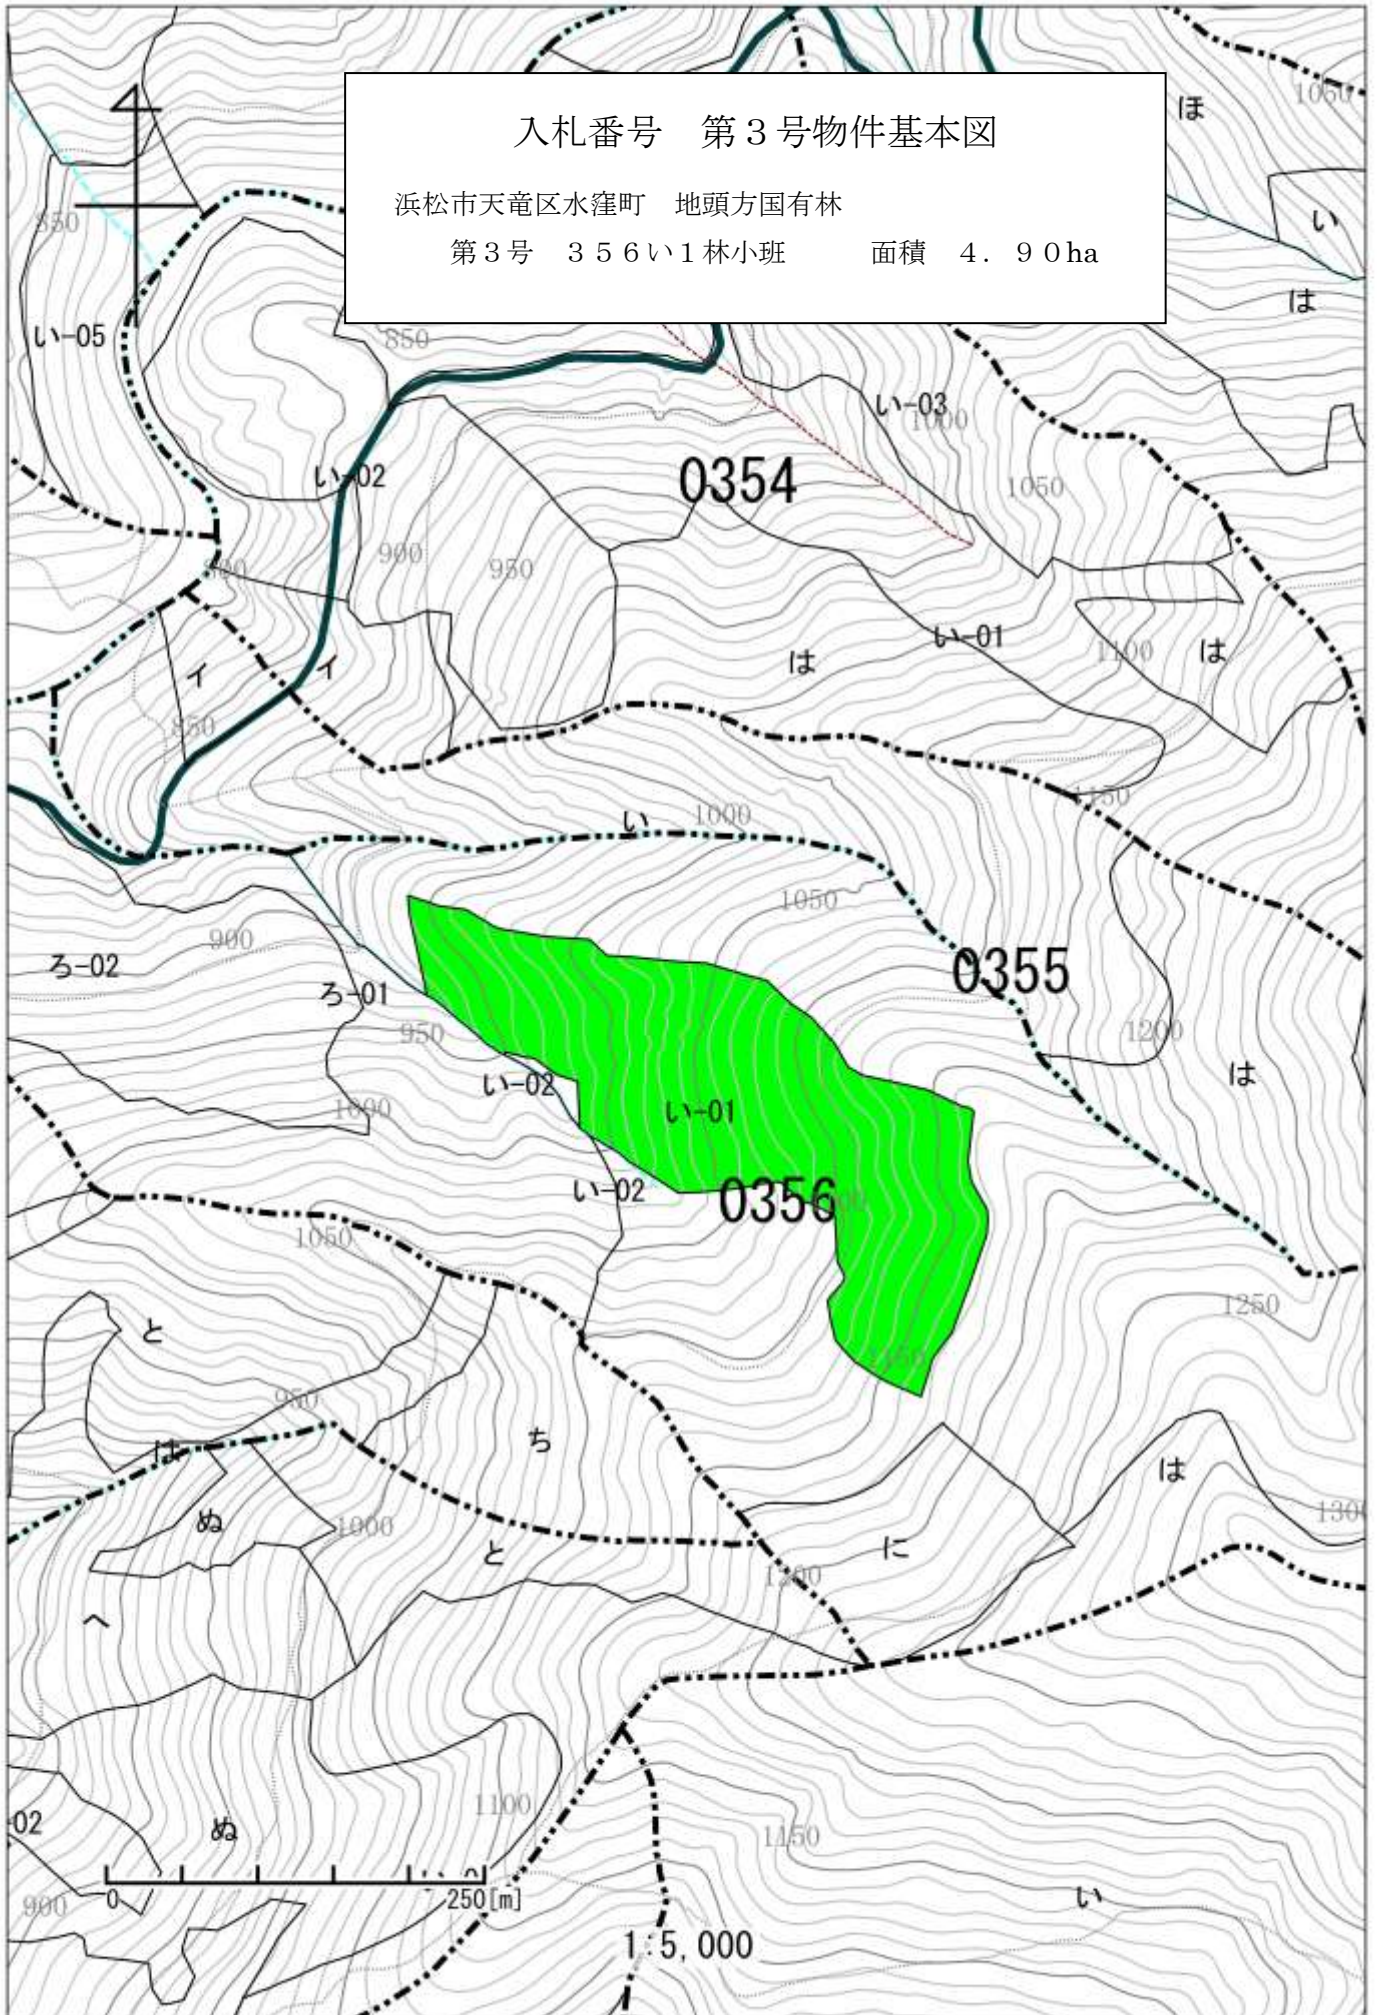 入札番号　第３号物件基本図
浜松市天竜区水窪町　地頭方国有林
第３号　３５６い１林小班　　面積　４．９０ha
1050
ほ
い
は
850
い-05
850
い-03
1000
い-02
0354
1050
900
950
800
い-01
は
1100
は
イ
イ
850
1150
い
1000
1050
900
ろ-02
ろ-01
0355
950
1200
い-02
は
い-01
1000
い-02
0356
1050
1250
と
1150
950
ち
は
は
1300
ぬ
1000
と
に
1200
へ
1100
02
ぬ
1150
900
0
250[m]
い
1:5,000